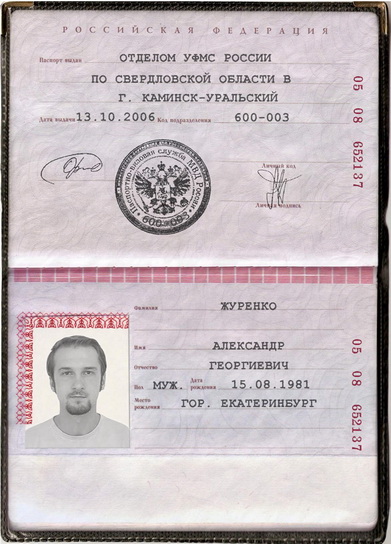 РОССИЙСКАЯ ФЕДЕРАЦИЯ
Паспорт выдан ОТДЕЛОМ УФМС РОССИИ
ПО СВЕРДЛОВСКОЙ ОБЛАСТИ В
Г. КАМИНСК-УРАЛЬСКИЙ
Дата выдачи 13.10.2006 Код подразделения 600-003
05 08 652137
Личный код
Паспортно-визовая служба МВД России
600-003
Личная подпись
Фамилия ЖУРЕНКО
Имя АЛЕКСАНДР
Отчество ГЕОРГИЕВИЧ
Пол МУЖ. Дата рождения 15.08.1981
Место рождения ГОР. ЕКАТЕРИНБУРГ
05 08 652137